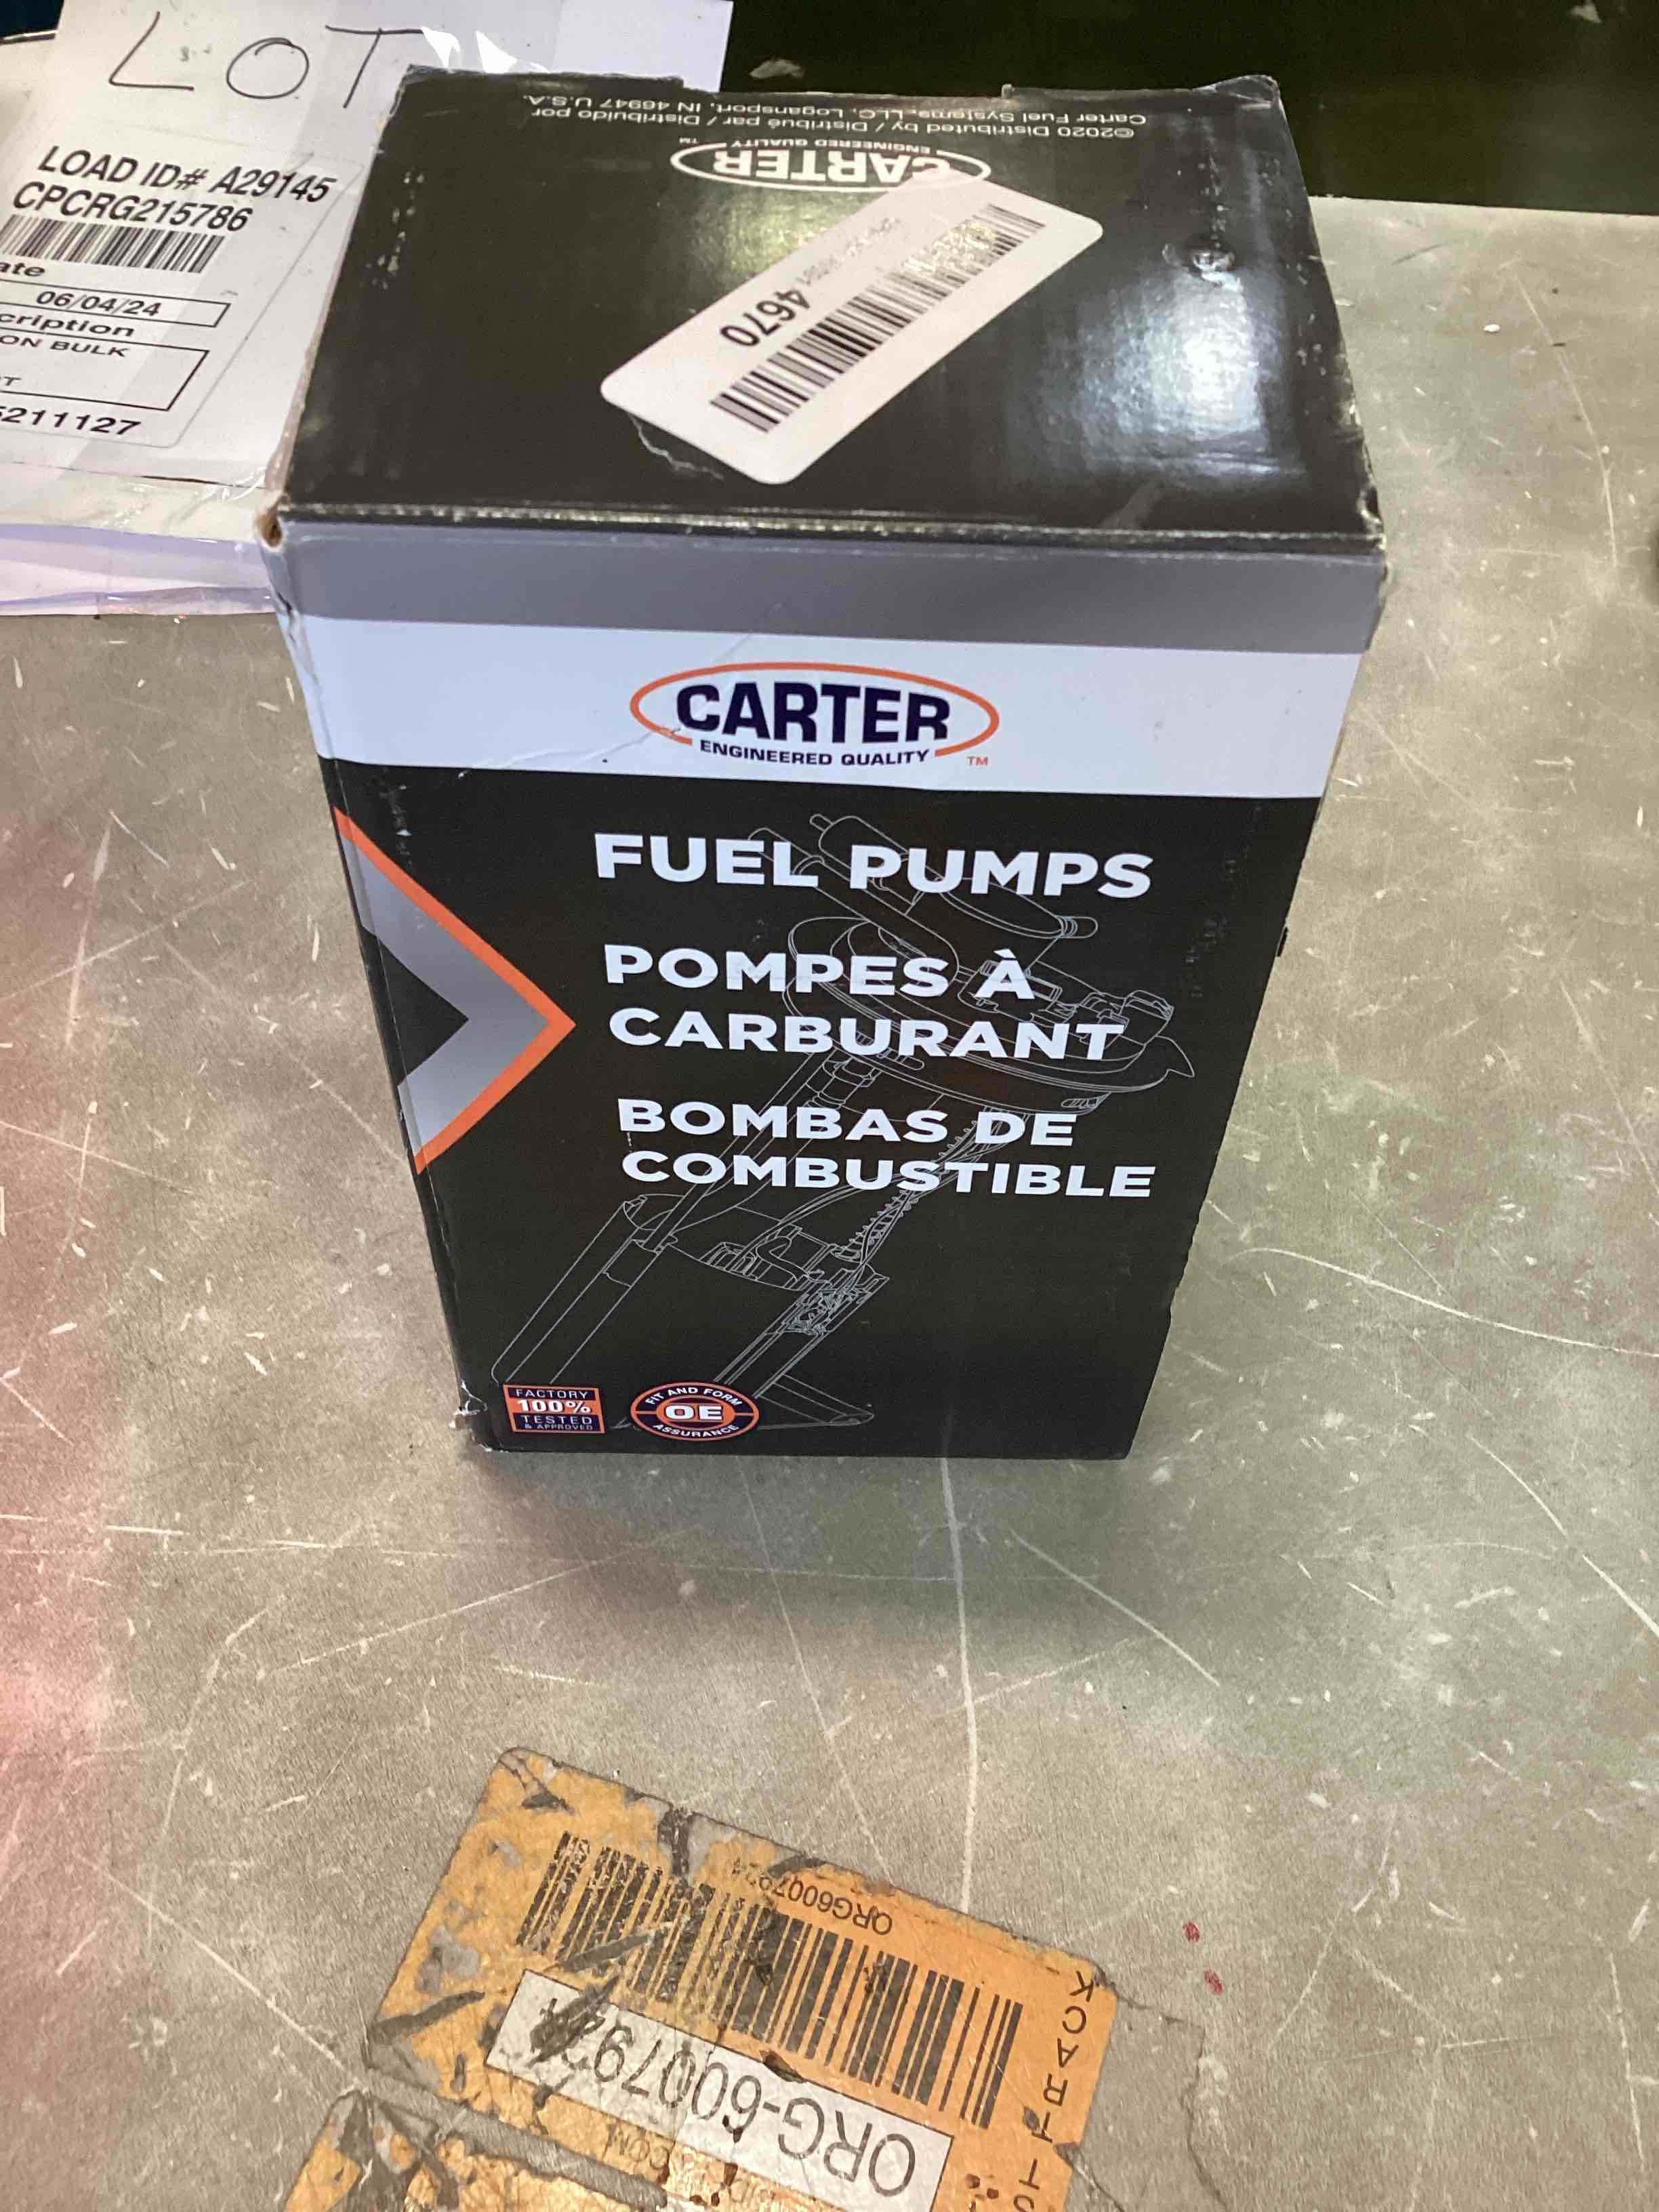 LOT
LOAD ID# A29145
CPCRG215786
ate
06/04/24
cription
ON BULK
T
5211127
©2020 Distributed by / Distribué par / Distribuido por
Carter Fuel Systems, LLC, Logansport, IN 46947 U.S.A.
CARTER
ENGINEERED QUALITY
TM
4670
CARTER
ENGINEERED QUALITY
TM
FUEL PUMPS
POMPES À
CARBURANT
BOMBAS DE
COMBUSTIBLE
FACTORY
100%
TESTED
& APPROVED
FIT AND FORM
OE
ASSURANCE
ORG6007924
ORG-6007924